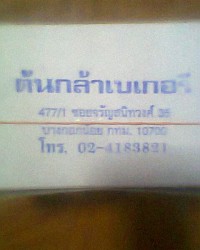 ต้นกล้าเบเกอรี่
477/1 ซอยจรัญสนิทวงศ์ 35
บางกอกน้อย กทม. 10700
โทร. 02-4183821